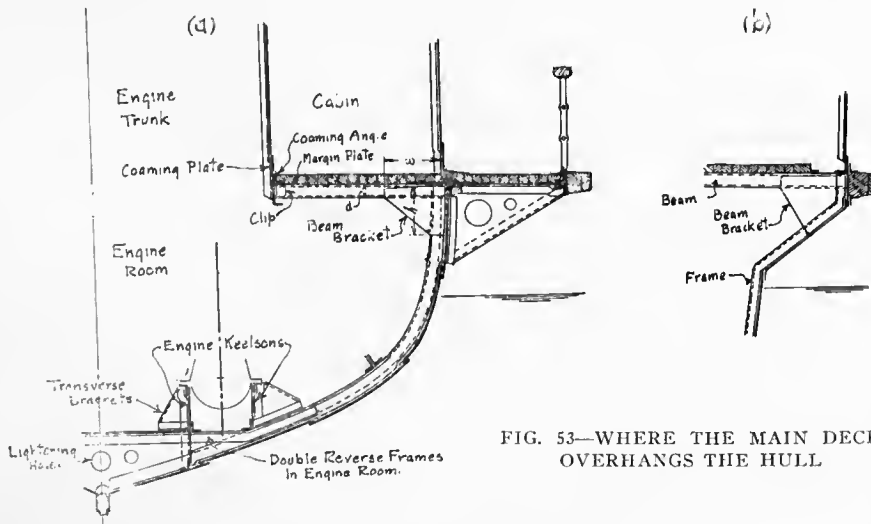 (a)
(b)
Engine
Trunk
Cabin
Coaming Angle
Margin Plate
Coaming Plate
w
d
Clip
Beam
Bracket
Engine
Room
Engine Keelsons
Transverse
Brackets
Lightening
Double Reverse Frames
In Engine Room.
Beam
Beam
Bracket
Frame
FIG. 53—WHERE THE MAIN DECK
OVERHANGS THE HULL